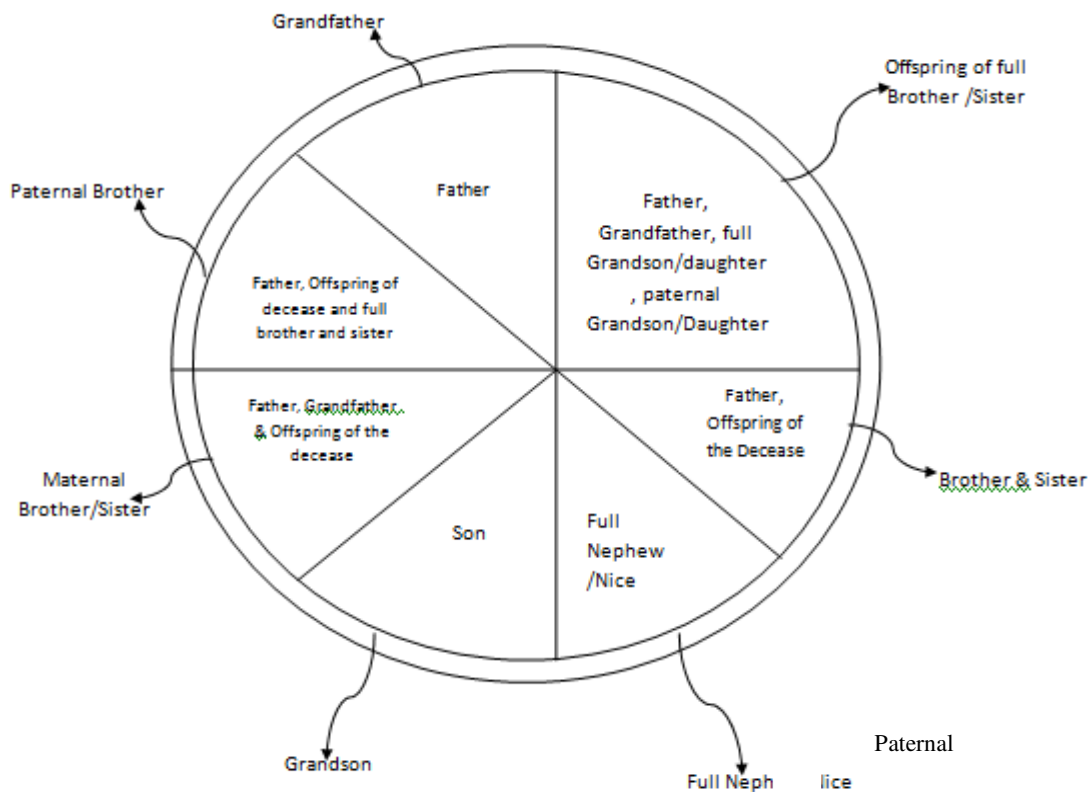 Grandfather
Offspring of full
Brother /Sister
Paternal Brother
Father
Father,
Grandfather, full
Grandson/daughter
, paternal
Grandson/Daughter
Father, Offspring of
decease and full
brother and sister
Father, Grandfather,
& Offspring of the
decease
Father,
Offspring of
the Decease
Maternal
Brother/Sister
Brother & Sister
Son
Full
Nephew
/Nice
Grandson
Paternal
Full Neph
lice